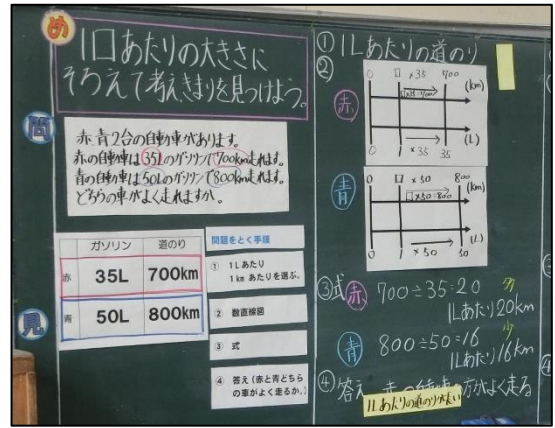 め
1口あたりの大きさに
そろえて考え、きまりを見つけよう。
問
赤、青2台の自動車があります。
赤の自動車は35Lのガソリンで700km走れます。
青の自動車は50Lのガソリンで800km走れます。
どちらの車がよく走れますか。
見
ガソリン 道のり
赤 35L 700km
青 50L 800km
問題をとく手順
① 1Lあたり
1kmあたりを選ぶ。
② 数直線図
③ 式
④ 答え(赤と青どちら
の車がよく走るか。)
① 1Lあたりの道のり
②
赤
0 □ ×35 700
(km)
□×35=700
(L)
0 1 ×35 35
青
0 □ ×50 800
(km)
□×50=800
(L)
0 1 ×50 50
③式 赤 700÷35=20 多
1Lあたり20km
青 800÷50=16 少
1Lあたり16km
④答え 赤の 方がよく走る
1Lあたりの道のりが長い